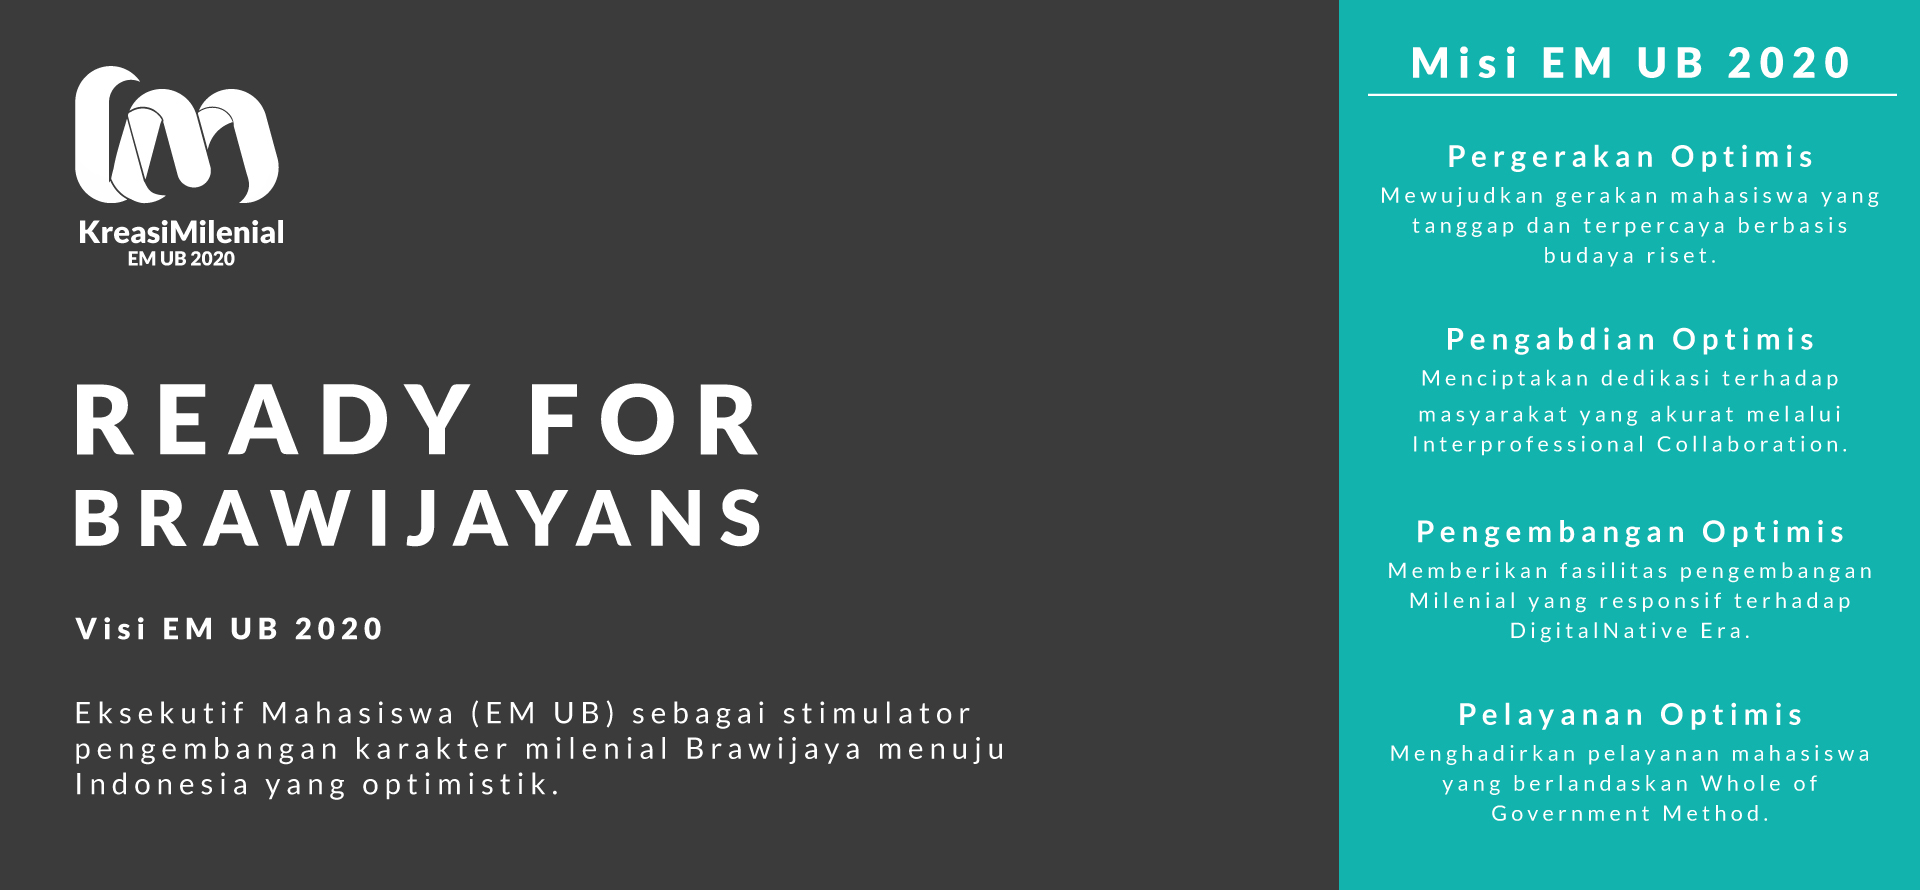 KreasiMilenial
EM UB 2020
READY FOR
BRAWIJAYANS
Visi EM UB 2020
Eksekutif Mahasiswa (EM UB) sebagai stimulator
pengembangan karakter milenial Brawijaya menuju
Indonesia yang optimistik.
Misi EM UB 2020
Pergerakan Optimis
Mewujudkan gerakan mahasiswa yang
tanggap dan terpercaya berbasis
budaya riset.
Pengabdian Optimis
Menciptakan dedikasi terhadap
masyarakat yang akurat melalui
Interprofessional Collaboration.
Pengembangan Optimis
Memberikan fasilitas pengembangan
Milenial yang responsif terhadap
DigitalNative Era.
Pelayanan Optimis
Menghadirkan pelayanan mahasiswa
yang berlandaskan Whole of
Government Method.